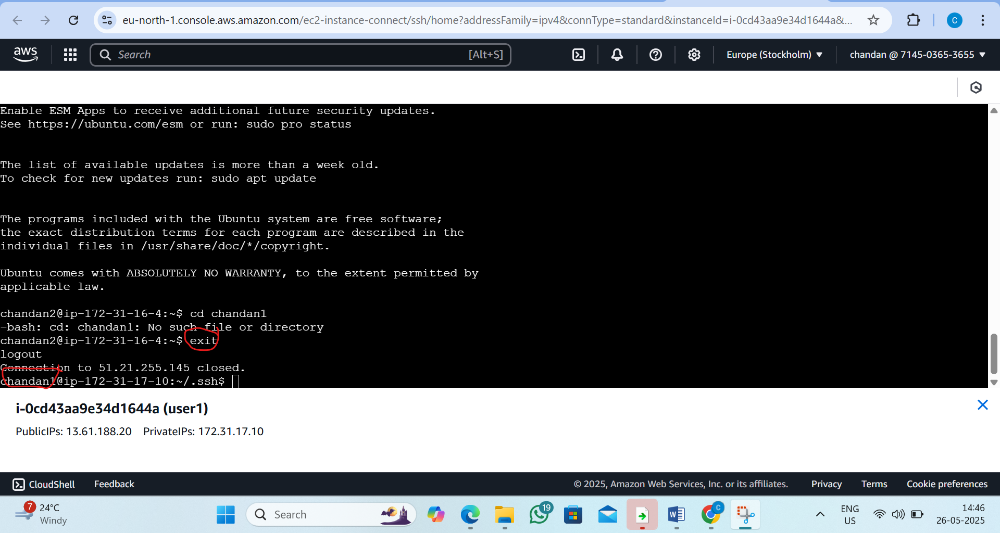 eu-north-1.console.aws.amazon.com/ec2-instance-connect/ssh/home?addressFamily=ipv4&connType=standard&instanceId=i-0cd43aa9e34d1644a&...
C
aws
Search
[Alt+S]
Europe (Stockholm)
chandan @ 7145-0365-3655
Enable ESM Apps to receive additional future security updates.
See https://ubuntu.com/esm or run: sudo pro status
The list of available updates is more than a week old.
To check for new updates run: sudo apt update
The programs included with the Ubuntu system are free software;
the exact distribution terms for each program are described in the
individual files in /usr/share/doc/*/copyright.
Ubuntu comes with ABSOLUTELY NO WARRANTY, to the extent permitted by
applicable law.
chandan2@ip-172-31-16-4:~$ cd chandan1
-bash: cd: chandan1: No such file or directory
chandan2@ip-172-31-16-4:~$ exit
logout
Connection to 51.21.255.145 closed.
chandan1@ip-172-31-17-10:~/.ssh$
i-0cd43aa9e34d1644a (user1)
PublicIPs: 13.61.188.20 PrivateIPs: 172.31.17.10
CloudShell
Feedback
© 2025, Amazon Web Services, Inc. or its affiliates.
Privacy
Terms
Cookie preferences
7
24°C
Windy
Search
19
W
C
ENG
US
14:46
26-05-2025